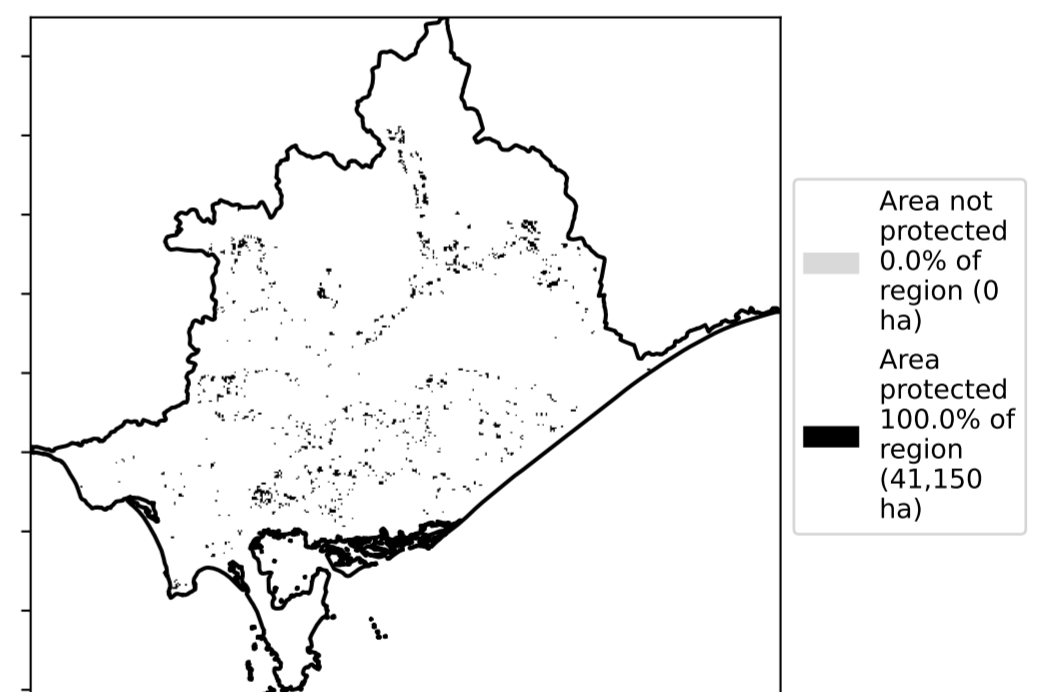 Area not
protected
0.0% of
region (0
ha)
Area
protected
100.0% of
region
(41,150
ha)